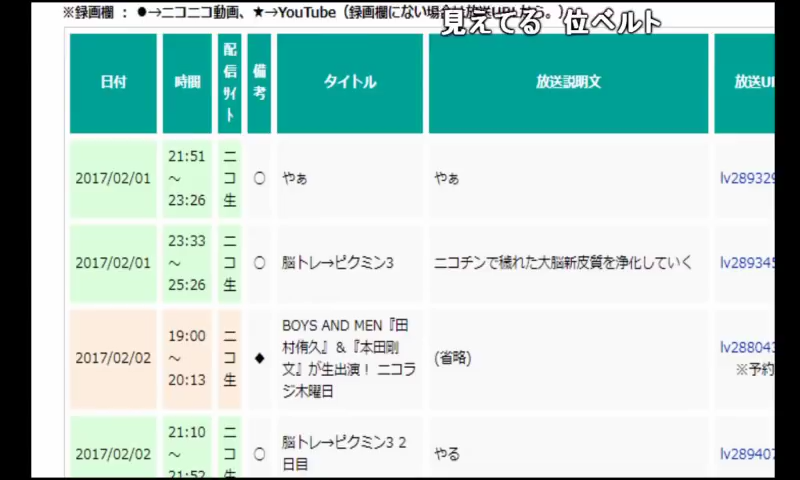 ※録画欄 : ●→ニコニコ動画、★→YouTube（録画欄にない場合
見えてる 位ベルト
日付 時間 配信サイト 備考 タイトル 放送説明文 放送U
2017/02/01 21:51～23:26 ニコ生 ○ やぁ やぁ lv289329
2017/02/01 23:33～25:26 ニコ生 ○ 脳トレ→ピクミン3 ニコチンで穢れた大脳新皮質を浄化していく lv289345
2017/02/02 19:00～20:13 ニコ生 ◆ BOYS AND MEN『田村侑久』＆『本田剛文』が生出演！ ニコラジ木曜日 (省略) lv288043 ※予約
2017/02/02 21:10～21:52 ニコ生 ○ 脳トレ→ピクミン3 2日目 やる lv289407